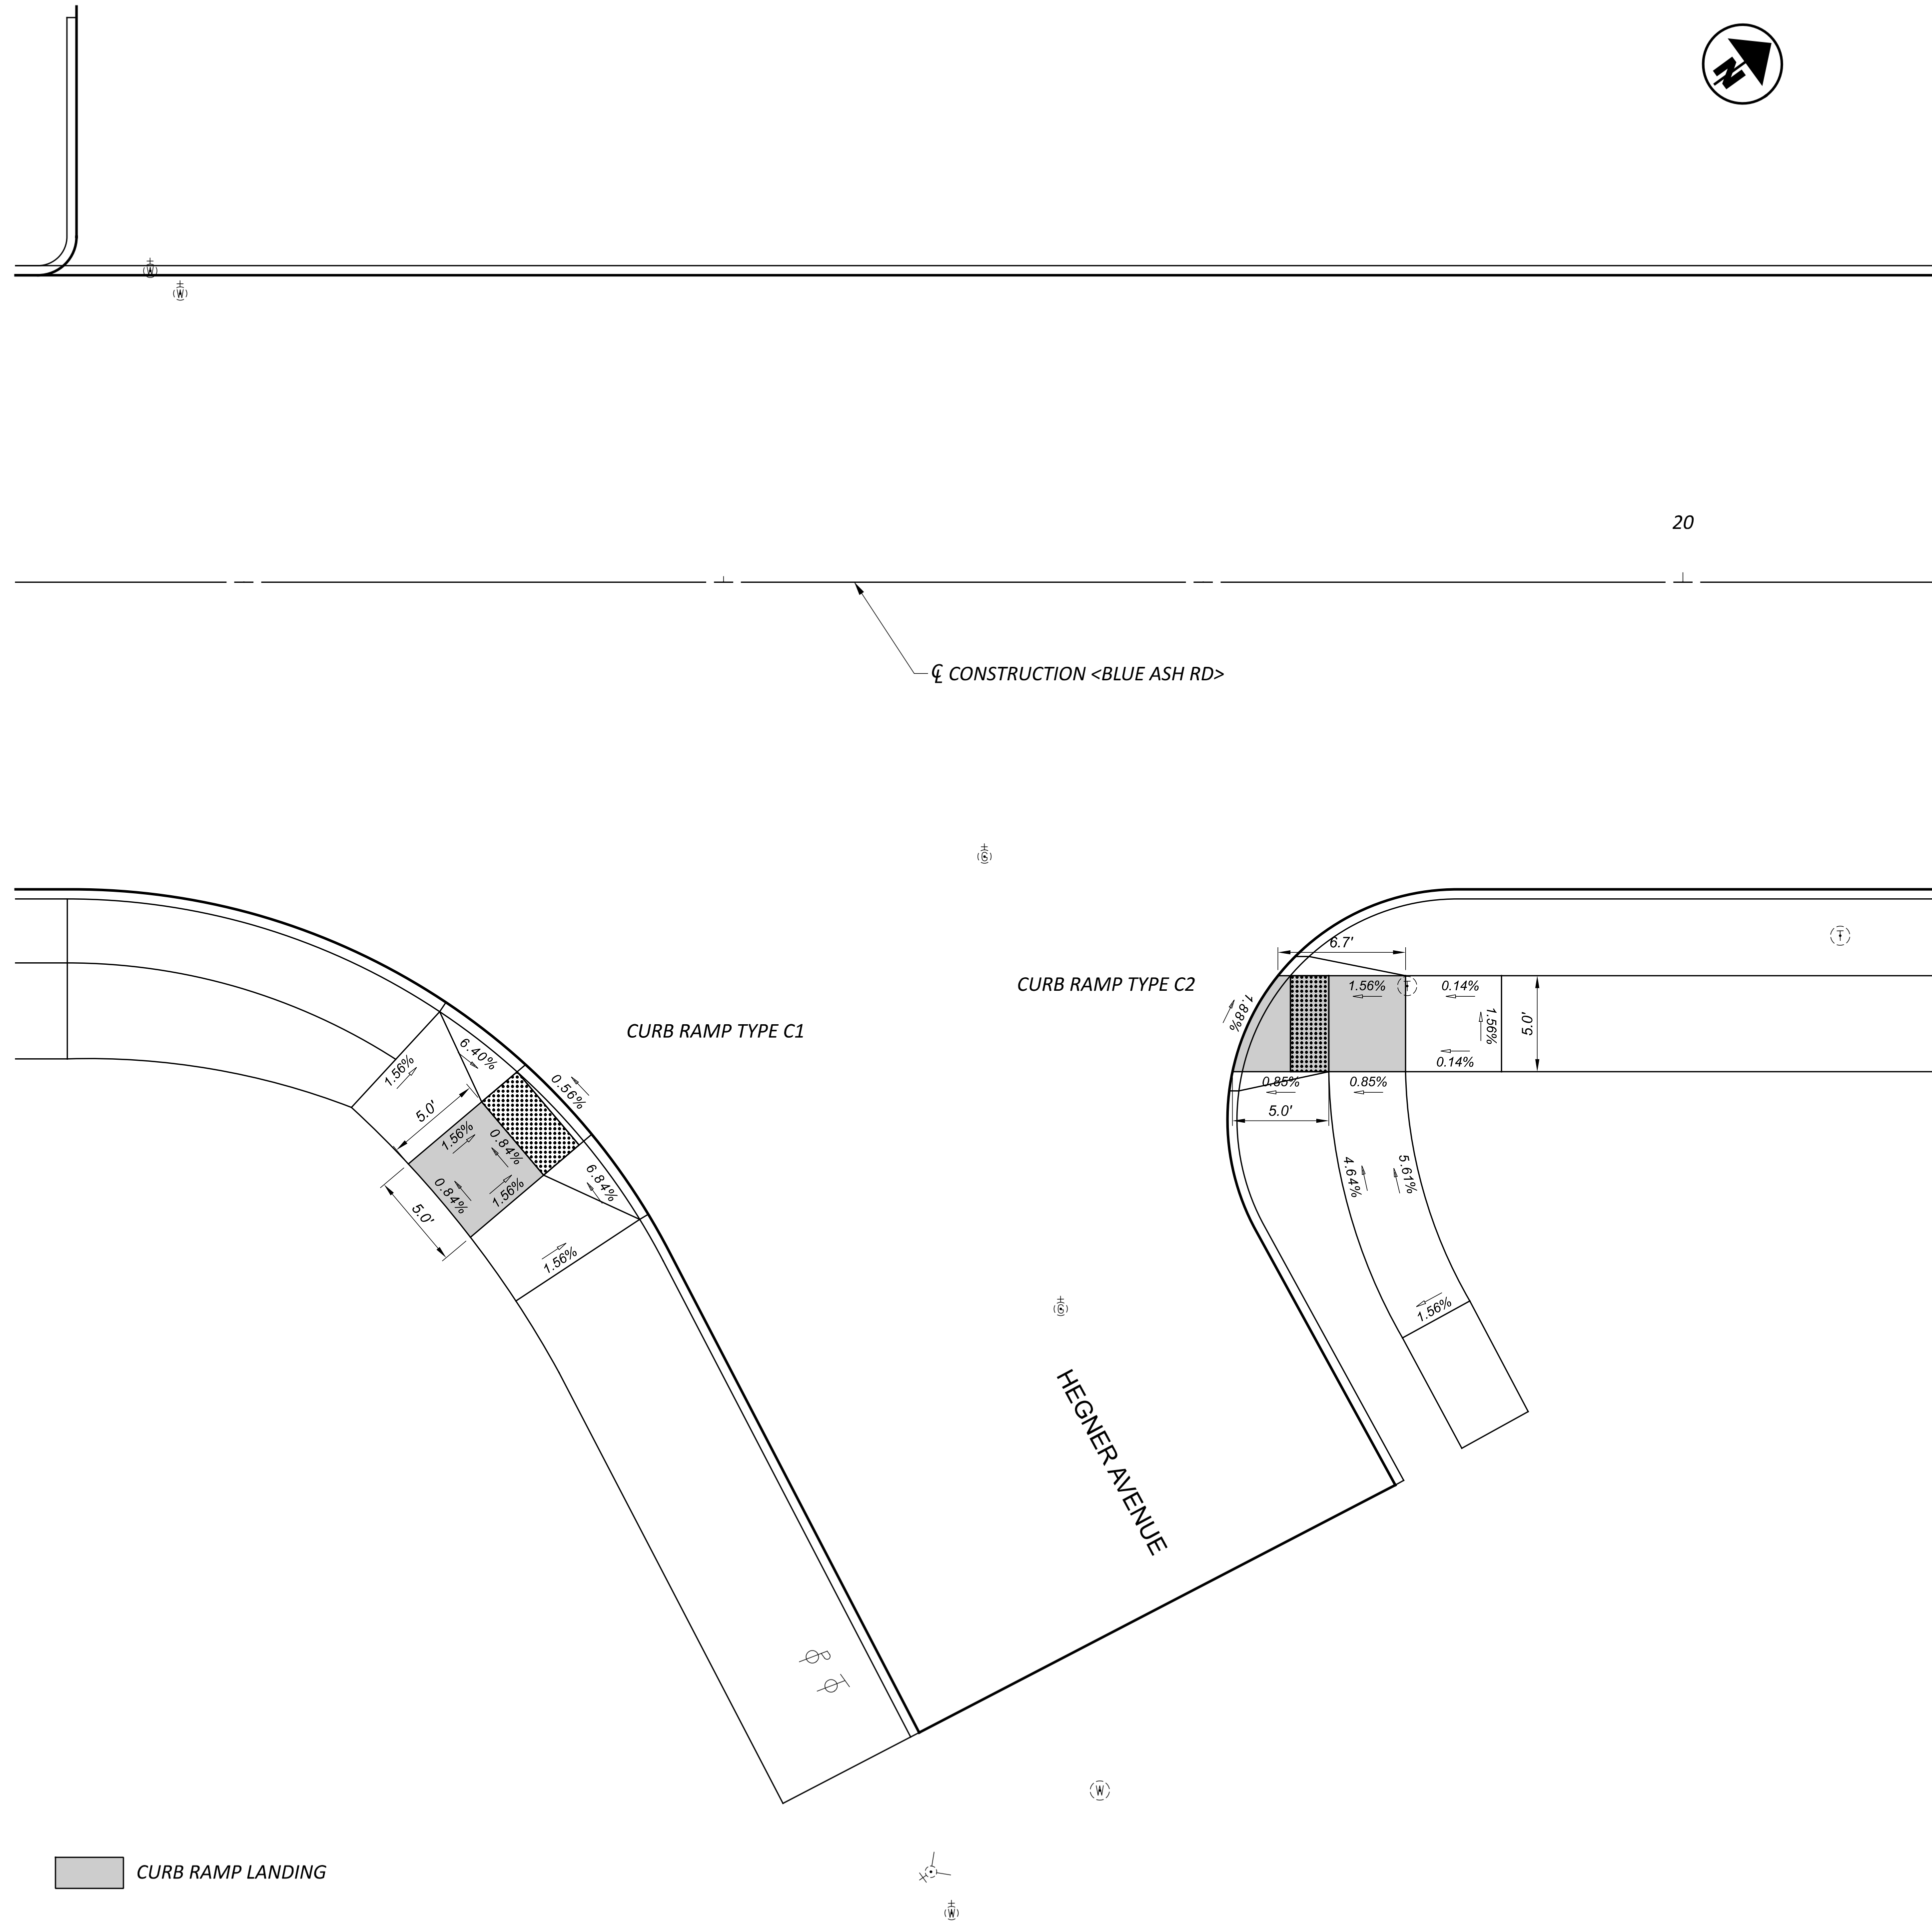 N
(W)
(W)
20
℄ CONSTRUCTION <BLUE ASH RD>
(G)
T
6.7'
CURB RAMP TYPE C2
1.56%
T
0.14%
1.88%
1.56%
5.0'
0.14%
CURB RAMP TYPE C1
6.40%
1.56%
0.56%
0.85%
0.85%
5.0'
5.0'
1.56%
0.84%
6.84%
0.84%
1.56%
5.0'
4.64%
5.61%
1.56%
(G)
1.56%
HEGNER AVENUE
P
T
W
CURB RAMP LANDING
(W)